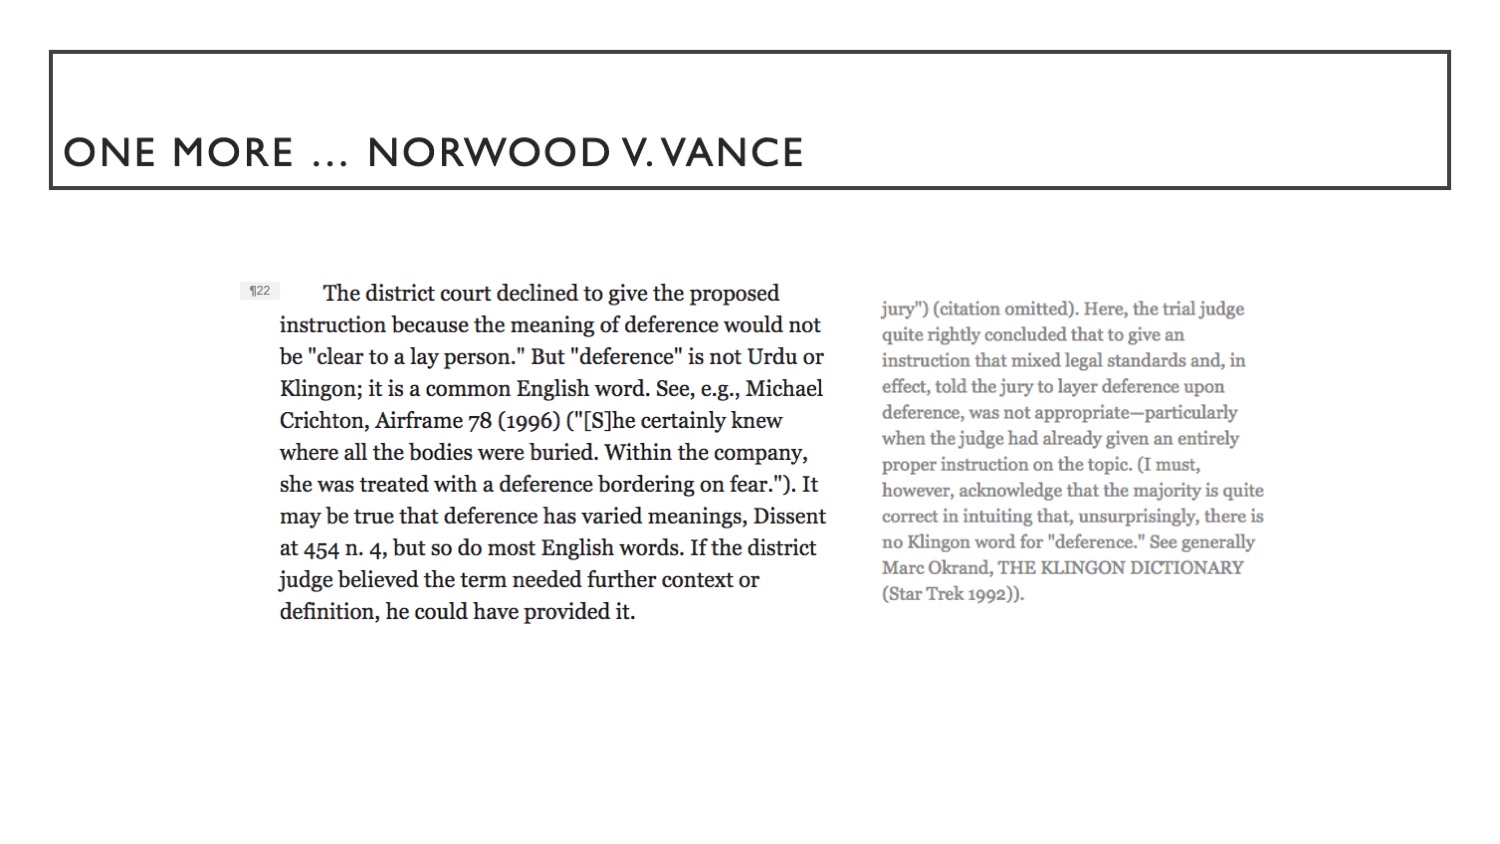 ONE MORE … NORWOOD V. VANCE
¶22 The district court declined to give the proposed
instruction because the meaning of deference would not
be "clear to a lay person." But "deference" is not Urdu or
Klingon; it is a common English word. See, e.g., Michael
Crichton, Airframe 78 (1996) ("[S]he certainly knew
where all the bodies were buried. Within the company,
she was treated with a deference bordering on fear."). It
may be true that deference has varied meanings, Dissent
at 454 n. 4, but so do most English words. If the district
judge believed the term needed further context or
definition, he could have provided it.
jury") (citation omitted). Here, the trial judge
quite rightly concluded that to give an
instruction that mixed legal standards and, in
effect, told the jury to layer deference upon
deference, was not appropriate—particularly
when the judge had already given an entirely
proper instruction on the topic. (I must,
however, acknowledge that the majority is quite
correct in intuiting that, unsurprisingly, there is
no Klingon word for "deference." See generally
Marc Okrand, THE KLINGON DICTIONARY
(Star Trek 1992)).